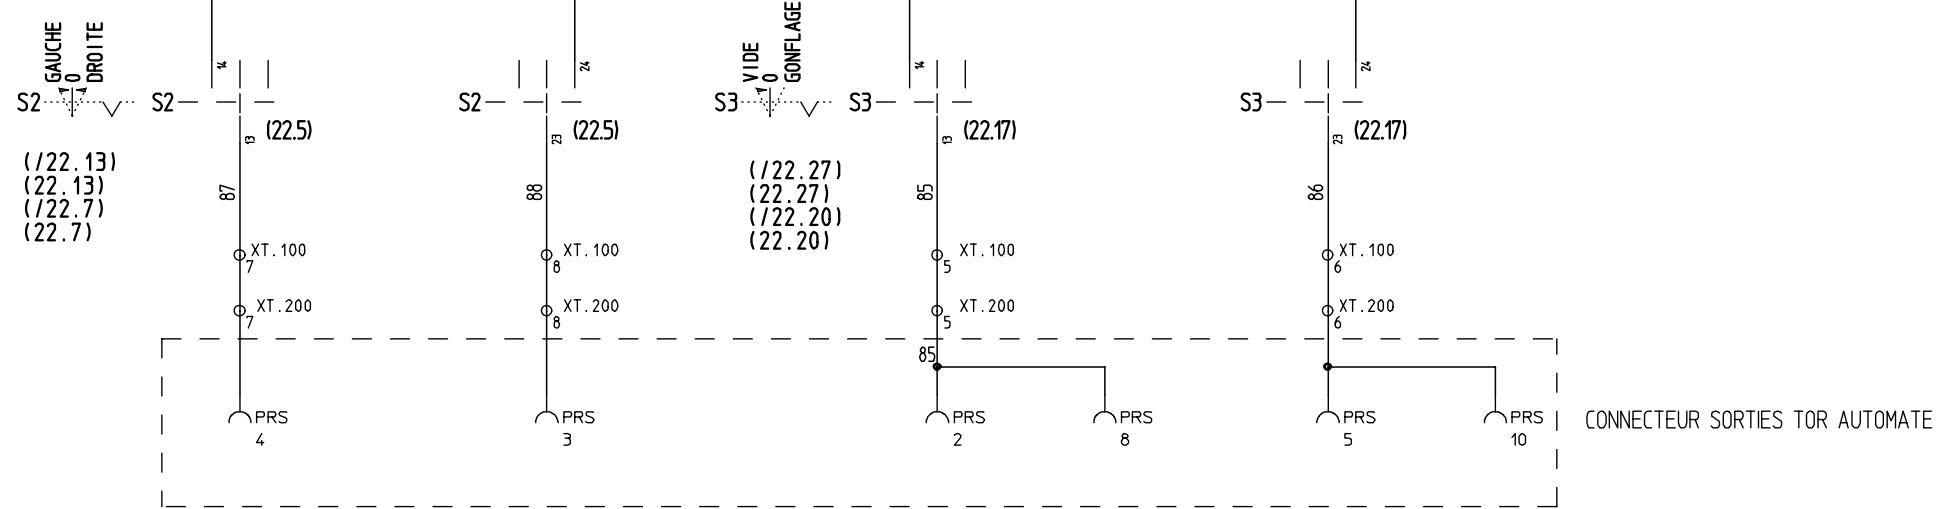 GAUCHE
0
DROITE
S2
(/22.13)
(22.13)
(/22.7)
(22.7)
14
S2
13
(22.5)
87
XT.100
7
XT.200
7
PRS
4
24
S2
23
(22.5)
88
XT.100
8
XT.200
8
PRS
3
VIDE
0
GONFLAGE
S3
(/22.27)
(22.27)
(/22.20)
(22.20)
14
S3
13
(22.17)
85
XT.100
5
XT.200
5
85
PRS
2
PRS
8
24
S3
23
(22.17)
86
XT.100
6
XT.200
6
PRS
5
PRS
10
CONNECTEUR SORTIES TOR AUTOMATE